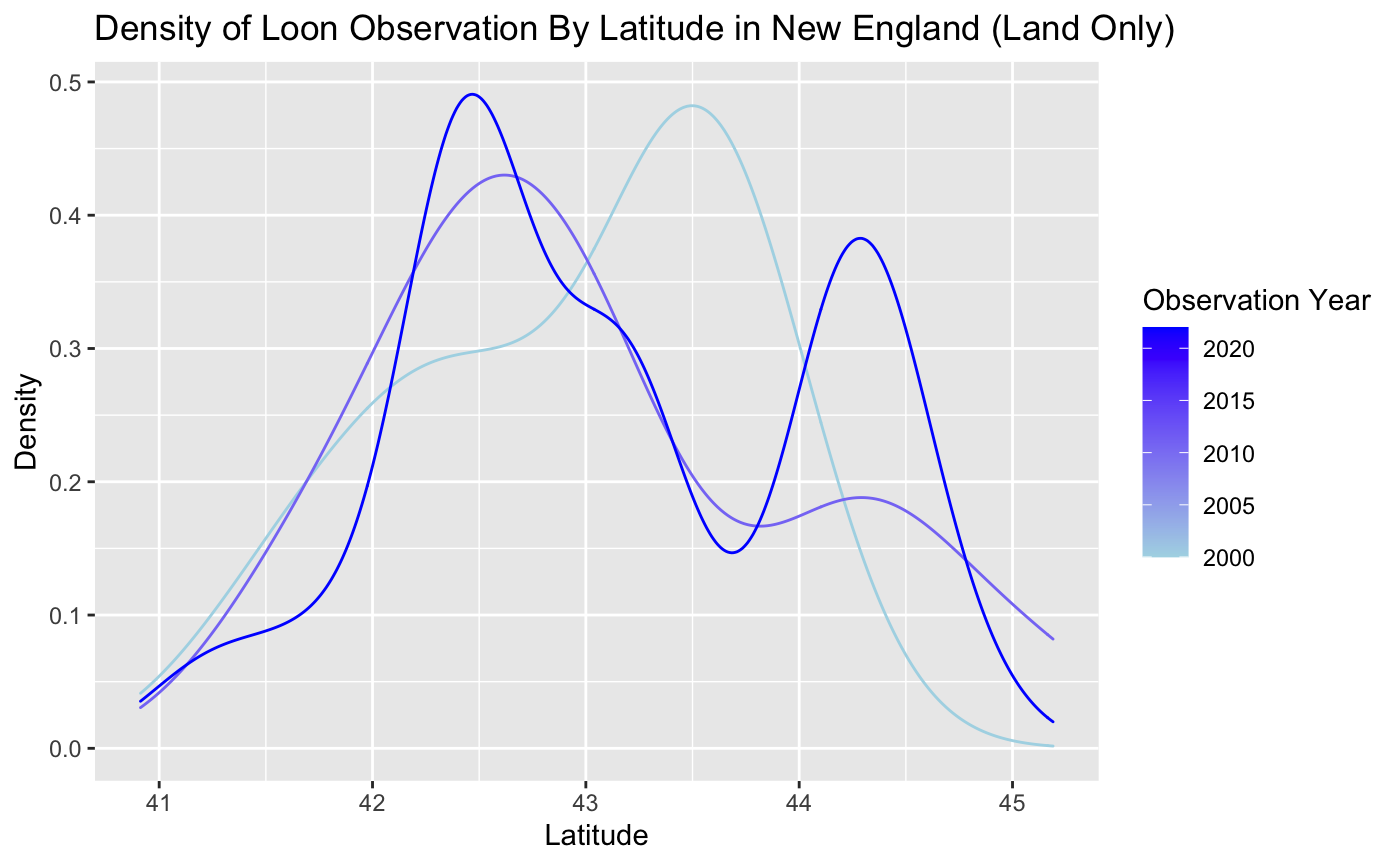 Density of Loon Observation By Latitude in New England (Land Only)
0.5
0.4
0.3
0.2
0.1
0.0
Density
41 42 43 44 45
Latitude
Observation Year
2020
2015
2010
2005
2000